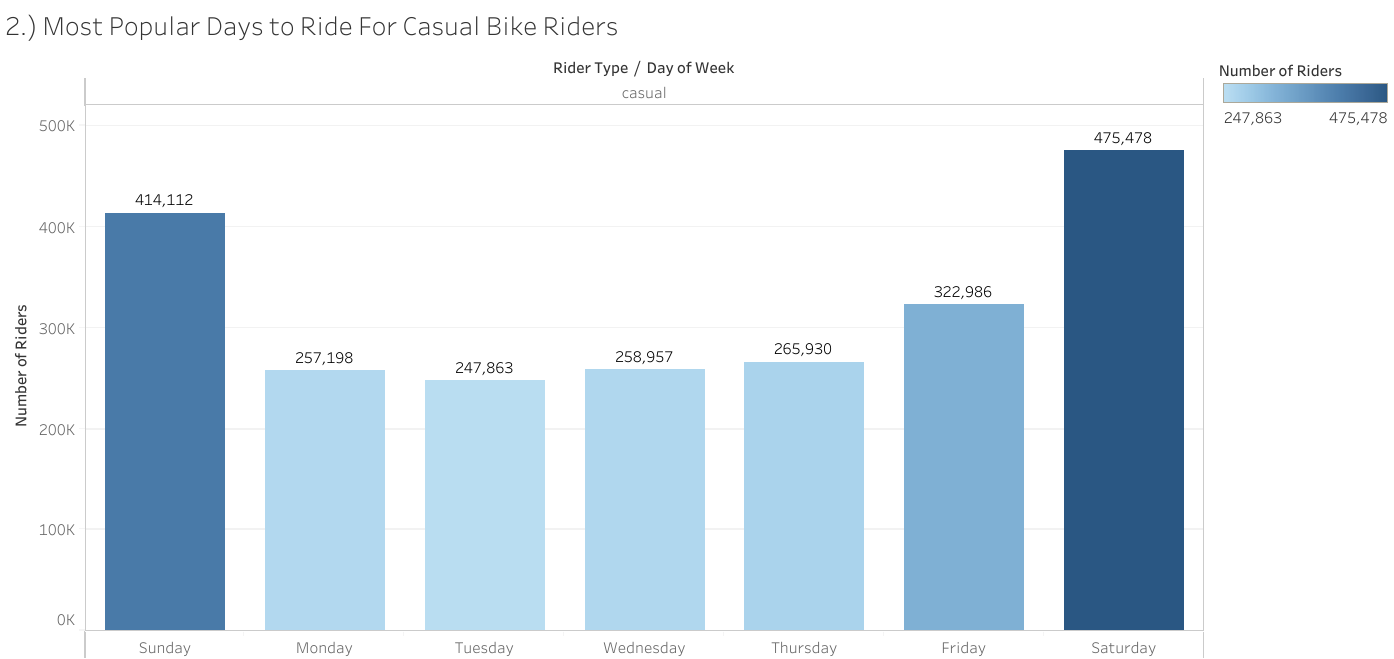 2.) Most Popular Days to Ride For Casual Bike Riders
Rider Type / Day of Week
casual
Number of Riders
247,863 475,478
Number of Riders
500K
400K
300K
200K
100K
0K
414,112
257,198
247,863
258,957
265,930
322,986
475,478
Sunday Monday Tuesday Wednesday Thursday Friday Saturday